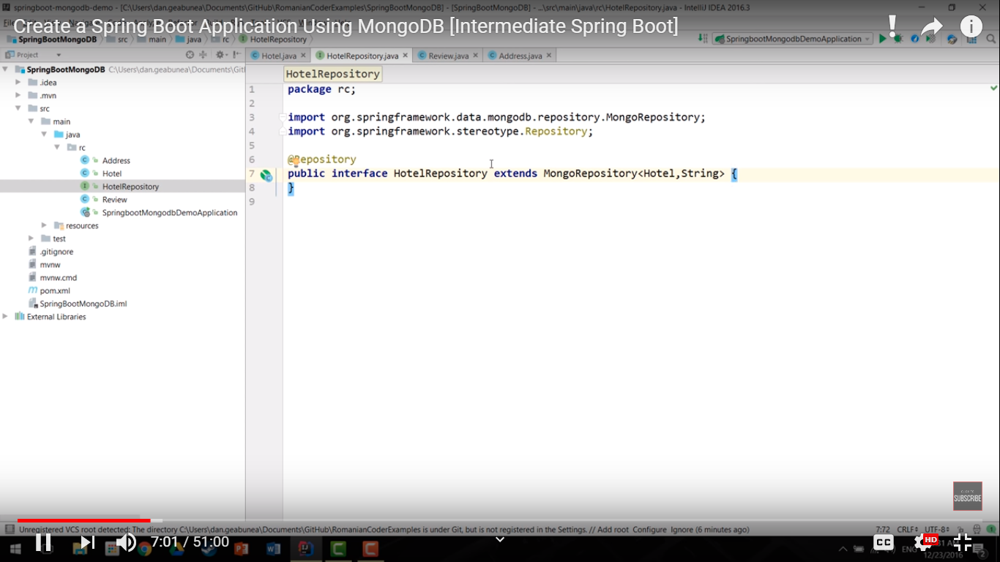 springboot-mongodb-demo - [C:\Users\dan.geabunea\Documents\GitHub\RomanianCoderExamples\SpringBootMongoDB] - [SpringBootMongoDB] - ...\src\main\java\rc\HotelRepository.java - IntelliJ IDEA 2016.3
Create a Spring Boot Application Using MongoDB [Intermediate Spring Boot]
SpringBootMongoDB src main java rc HotelRepository
SpringbootMongodbDemoApplication
Project
Hotel.java HotelRepository.java Review.java Address.java
SpringBootMongoDB C:\Users\dan.geabunea\Documents\Git
.idea
.mvn
src
main
java
rc
Address
Hotel
HotelRepository
Review
SpringbootMongodbDemoApplication
resources
test
.gitignore
mvnw
mvnw.cmd
pom.xml
SpringBootMongoDB.iml
External Libraries
HotelRepository
1 package rc;
2
3 import org.springframework.data.mongodb.repository.MongoRepository;
4 import org.springframework.stereotype.Repository;
5
6 @Repository
7 public interface HotelRepository extends MongoRepository<Hotel,String> {
8 }
9
SUBSCRIBE
Unregistered VCS root detected: The directory C:\Users\dan.geabunea\Documents\GitHub\RomanianCoderExamples is under Git, but is not registered in the Settings. // Add root Configure Ignore (6 minutes ago)
7:72 CRLF UTF-8 1
7:01 / 51:00
CC HD
ENG
12/23/2016 2